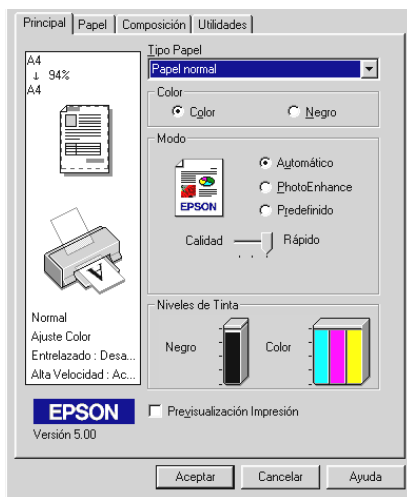 Principal Papel Composición Utilidades
A4
↓ 94%
A4
Tipo Papel
Papel normal
Color
Color Negro
Modo
EPSON
Automático
PhotoEnhance
Predefinido
Calidad Rápido
A
Normal
Ajuste Color
Entrelazado : Desa...
Alta Velocidad : Ac...
Niveles de Tinta
Negro Color
EPSON
Versión 5.00
Previsualización Impresión
Aceptar Cancelar Ayuda